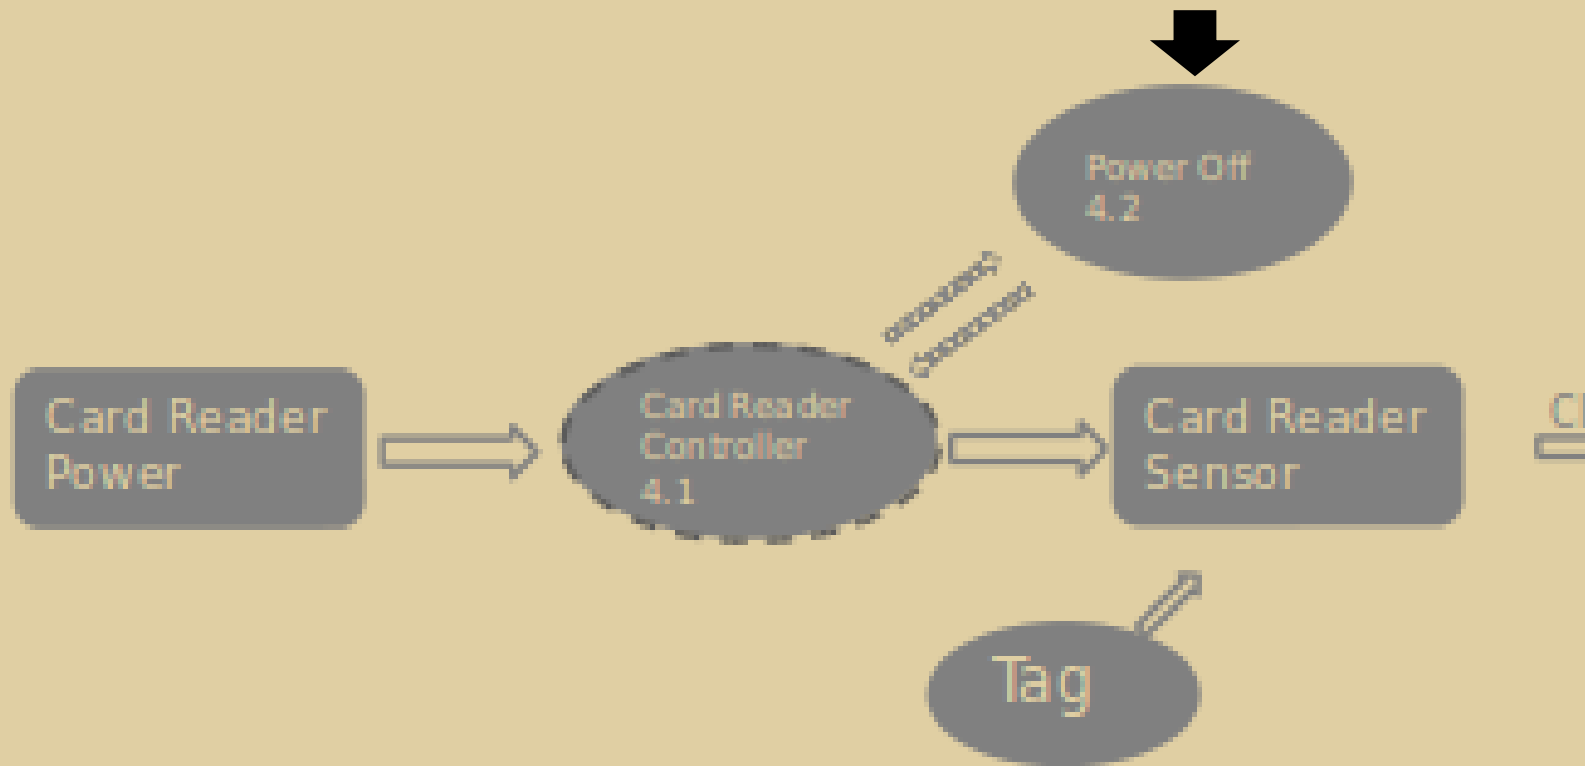 Power Off
4.2
Card Reader
Power
Card Reader
Controller
4.1
Card Reader
Sensor
Tag